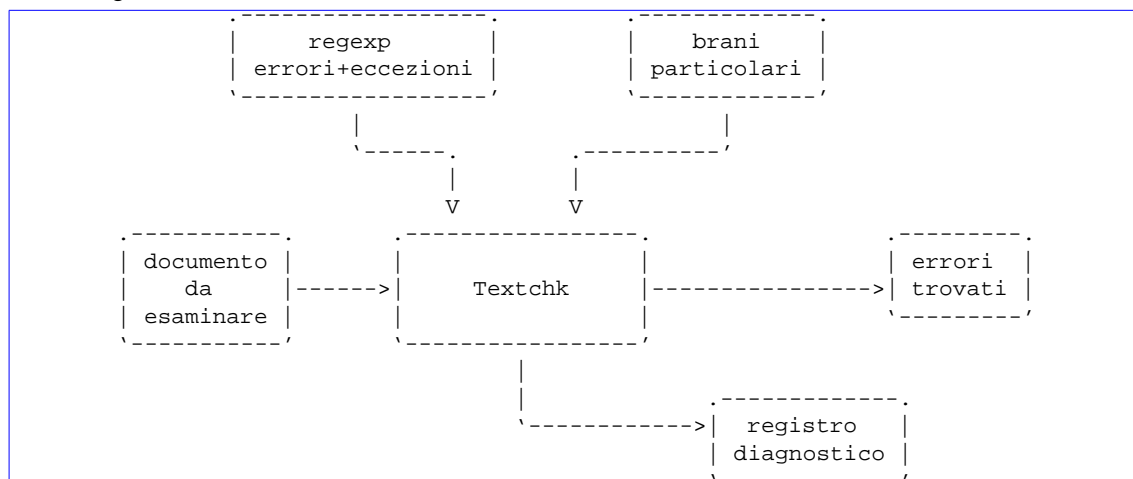 regexp
errori+eccezioni
brani
particolari
V V
documento
da
esaminare
Textchk
errori
trovati
registro
diagnostico